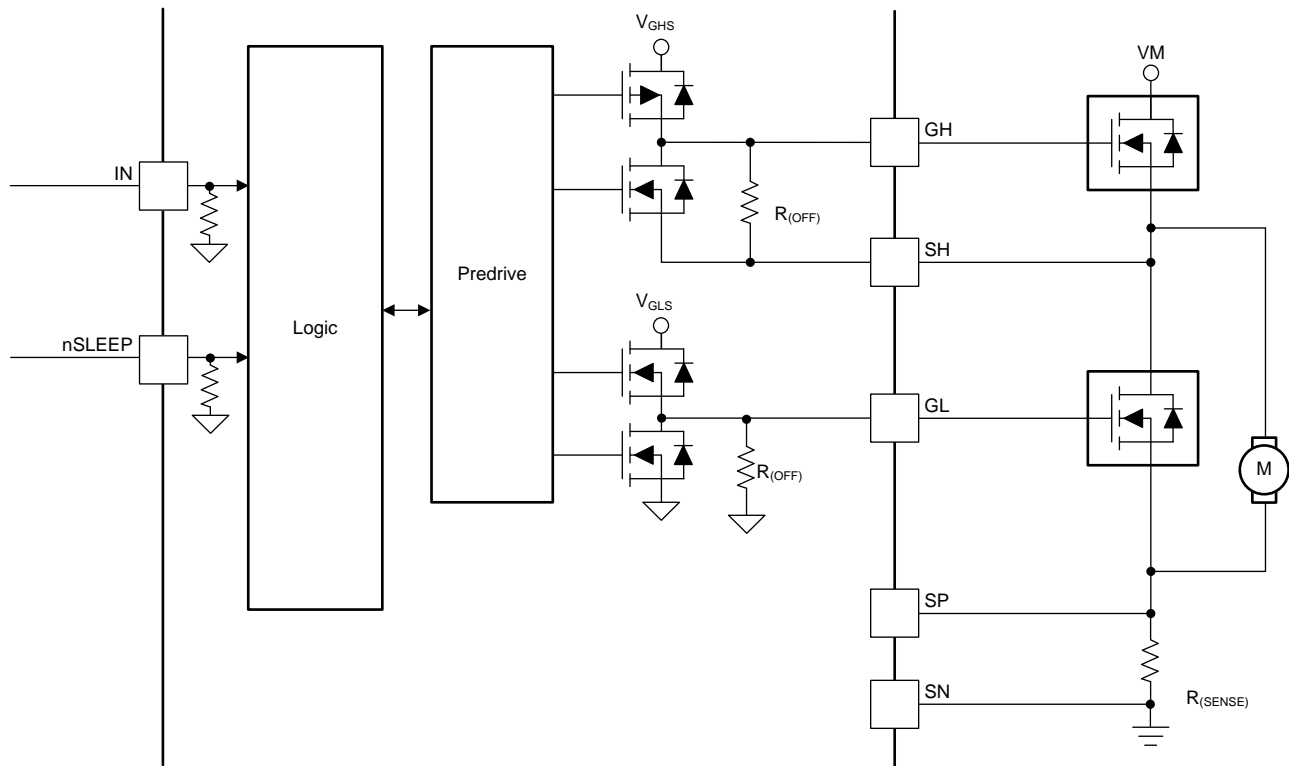 V_GHS
VM
IN
GH
R_(OFF)
SH
Predrive
Logic
V_GLS
nSLEEP
GL
M
R_(OFF)
SP
SN
R_(SENSE)